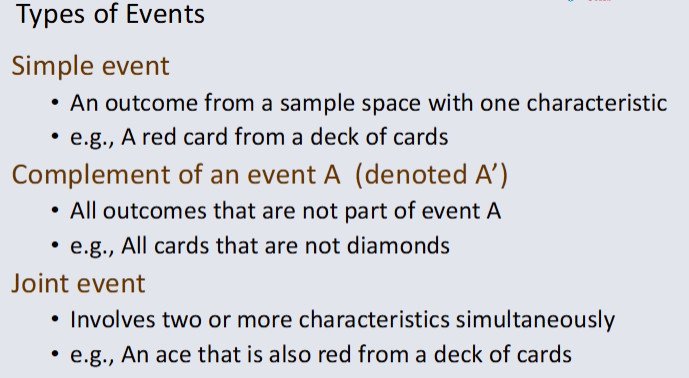 Types of Events
Simple event
• An outcome from a sample space with one characteristic
• e.g., A red card from a deck of cards
Complement of an event A (denoted A’)
• All outcomes that are not part of event A
• e.g., All cards that are not diamonds
Joint event
• Involves two or more characteristics simultaneously
• e.g., An ace that is also red from a deck of cards